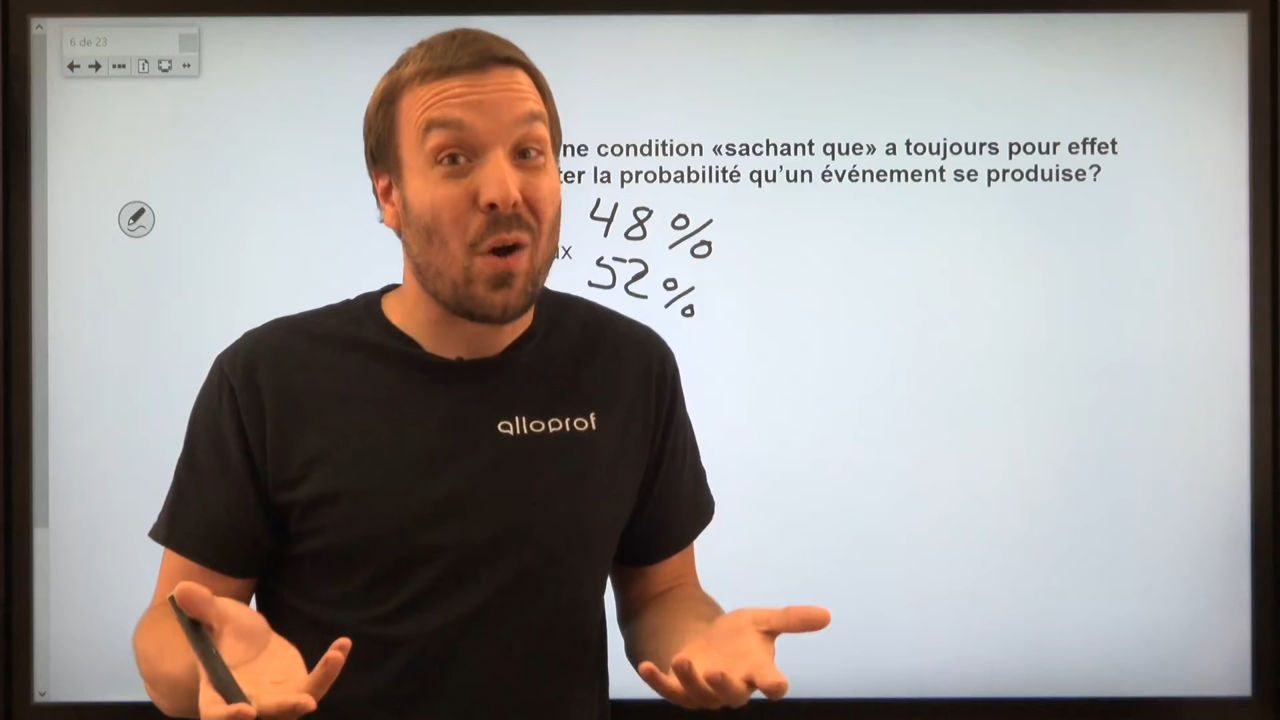 6 de 23
ne condition «sachant que» a toujours pour effet
ter la probabilité qu'un événement se produise?
48 %
x
52 %
alloprof